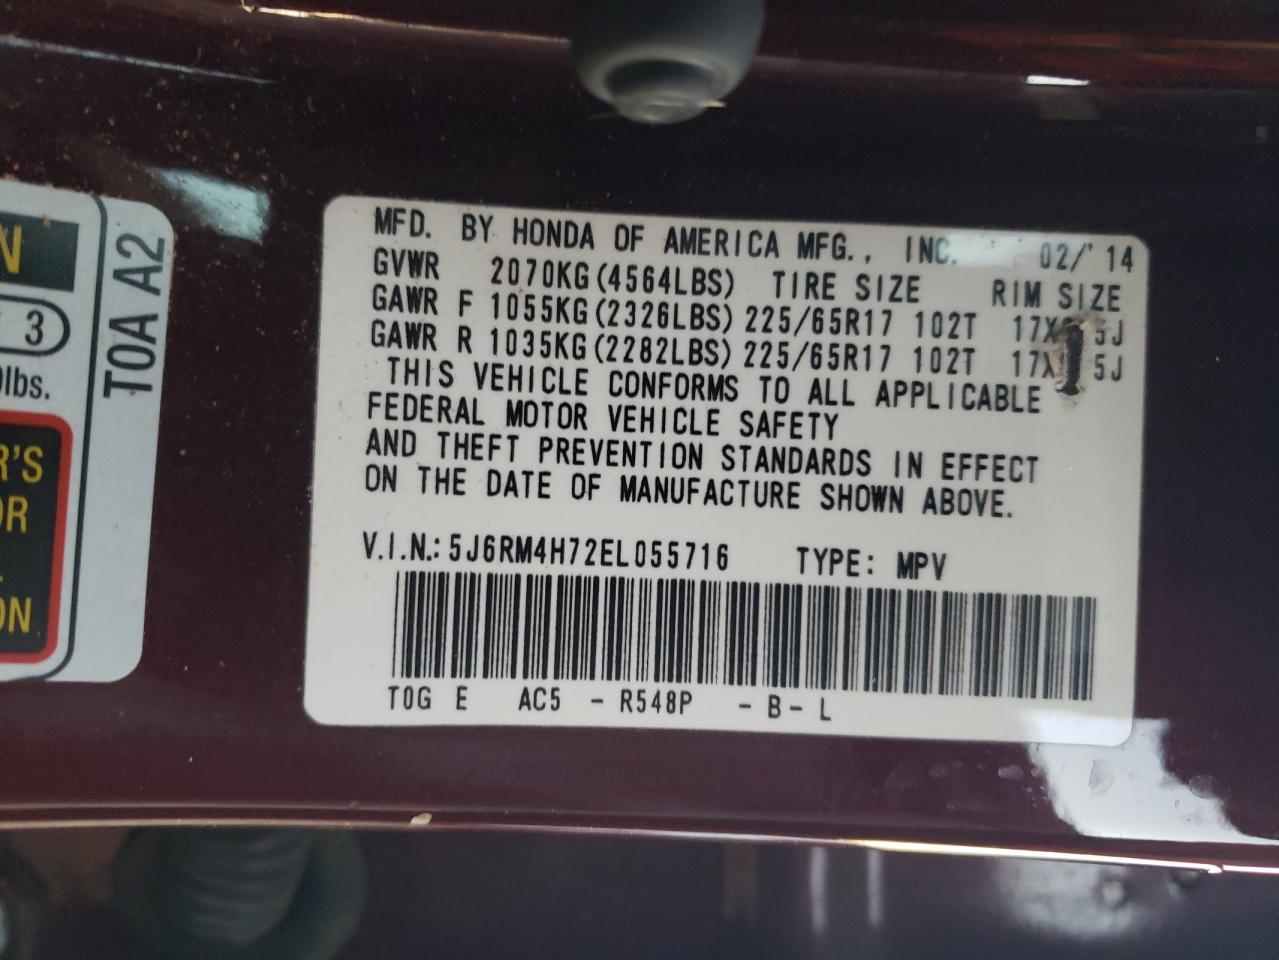 MFD. BY HONDA OF AMERICA MFG., INC. 02/'14
GVWR 2070KG(4564LBS) TIRE SIZE RIM SIZE
GAWR F 1055KG(2326LBS) 225/65R17 102T
GAWR R 1035KG(2282LBS) 225/65R17 102T
THIS VEHICLE CONFORMS TO ALL APPLICABLE
FEDERAL MOTOR VEHICLE SAFETY
AND THEFT PREVENTION STANDARDS IN EFFECT
ON THE DATE OF MANUFACTURE SHOWN ABOVE.
V.I.N.: 5J6RM4H72EL055716 TYPE: MPV
T0G E AC5 - R548P - B - L
T0A A2
N
3
lbs.
R'S
OR
ON